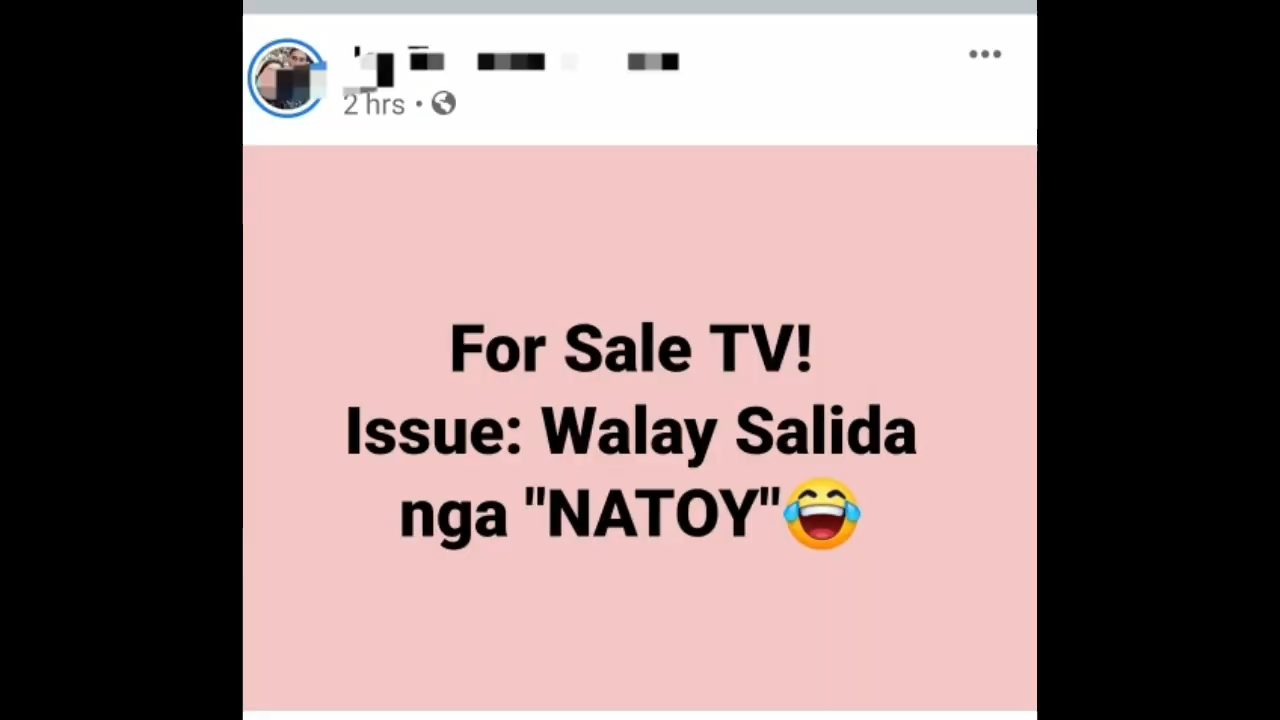 2 hrs ·
For Sale TV!
Issue: Walay Salida
nga "NATOY"😂